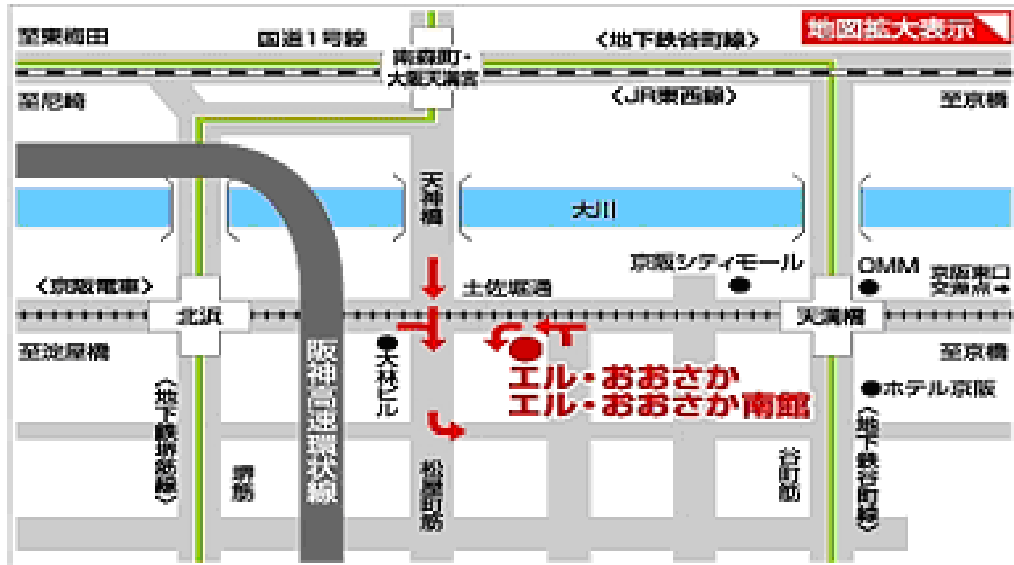 至東梅田
国道1号線
〈地下鉄谷町線〉
地図拡大表示
南森町・
大阪天満宮
至尼崎
〈JR東西線〉
至京橋
天神橋
大川
京阪シティモール
OMM
京阪東口
交差点→
〈京阪電車〉
土佐堀通
北浜
天満橋
至淀屋橋
大林ビル
至京橋
エル・おおさか
エル・おおさか南館
ホテル京阪
阪神高速環状線
〈地下鉄堺筋線〉
堺筋
松屋町筋
谷町筋
〈地下鉄谷町線〉